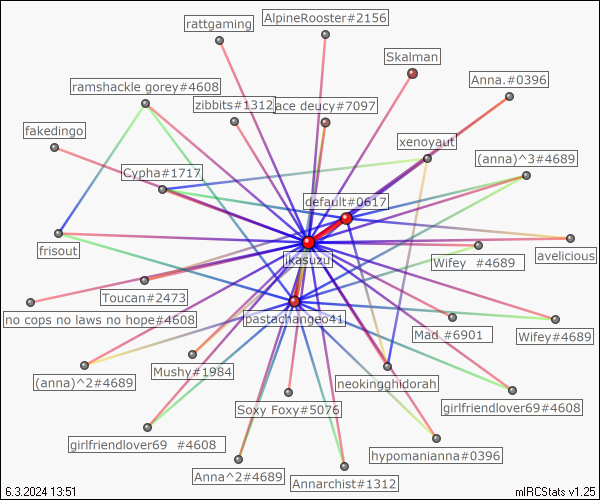 AlpineRooster#2156
rattgaming
Skalman
Anna.#0396
ramshackle gorey#4608
zibbits#1312
ace deucy#7097
fakedingo
xenoyaut
(anna)^3#4689
Cypha#1717
default#0617
frisout
jikasuzu
Wifey #4689
avelicious
Toucan#2473
no cops no laws no hope#4608
pastachangeo41
Mad.#6901
Wifey#4689
(anna)^2#4689
Mushy#1984
neokingghidorah
Soxy Foxy#5076
girlfriendlover69#4608
girlfriendlover69 #4608
hypomanianna#0396
Anna^2#4689
Annarchist#1312
6.3.2024 13:51
mIRCStats v1.25